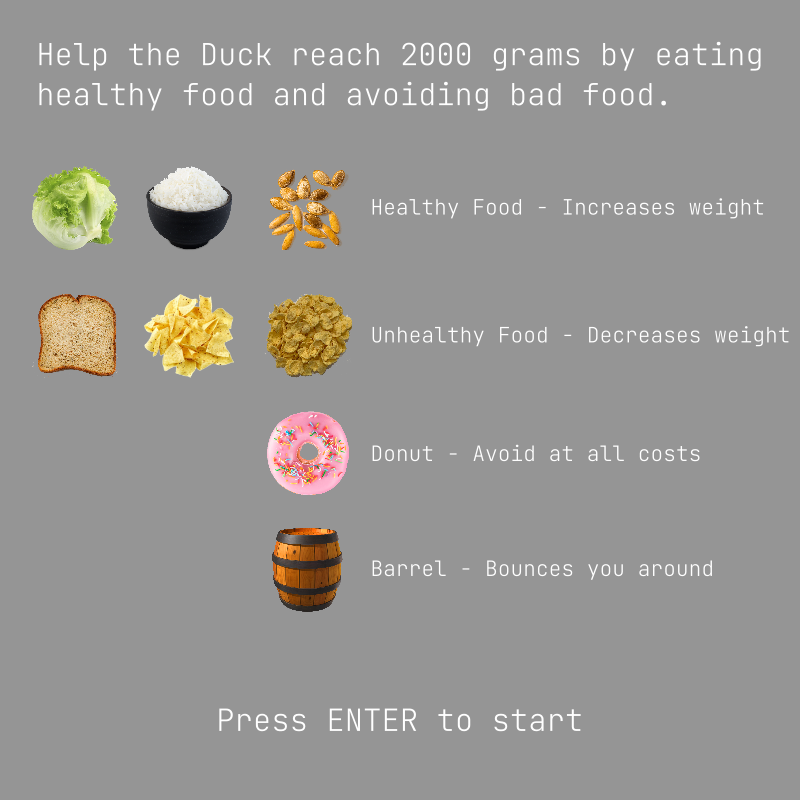 Help the Duck reach 2000 grams by eating
healthy food and avoiding bad food.
Healthy Food - Increases weight
Unhealthy Food - Decreases weight
Donut - Avoid at all costs
Barrel - Bounces you around
Press ENTER to start